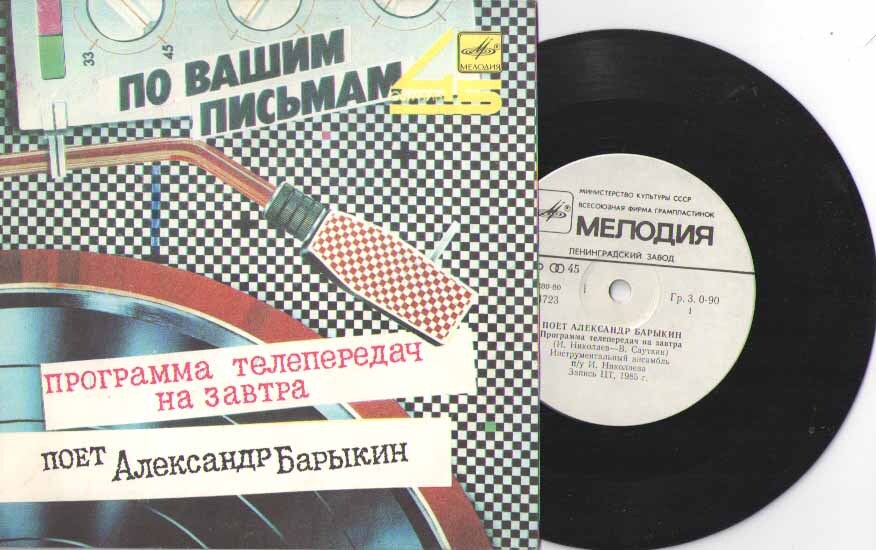 33
45
ПО ВАШИМ
ПИСЬМАМ
45
МЕЛОДИЯ
ПРОГРАММА ТЕЛЕПЕРЕДАЧ
НА ЗАВТРА
ПОЕТ АЛЕКСАНДР БАРЫКИН
МИНИСТЕРСТВО КУЛЬТУРЫ СССР
ВСЕСОЮЗНАЯ ФИРМА ГРАМПЛАСТИНОК
МЕЛОДИЯ
ЛЕНИНГРАДСКИЙ ЗАВОД
45
Гр. 3. 0-90
1
ПОЕТ АЛЕКСАНДР БАРЫКИН
Программа телепередач на завтра
(И. Николаев—В. Сауткин)
Инструментальный ансамбль
п/у И. Николаева
Запись ЦТ, 1985 г.